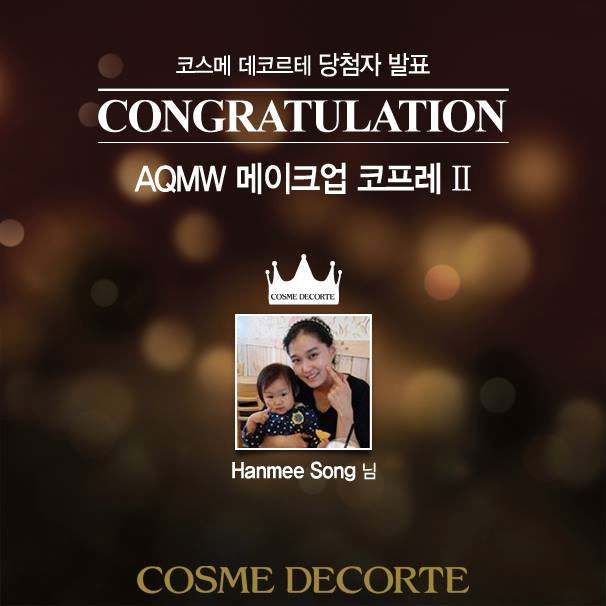 코스메 데코르테 당첨자 발표
CONGRATULATION
AQMW 메이크업 코프레 Ⅱ
COSME DECORTE
Hanmee Song 님
COSME DECORTE